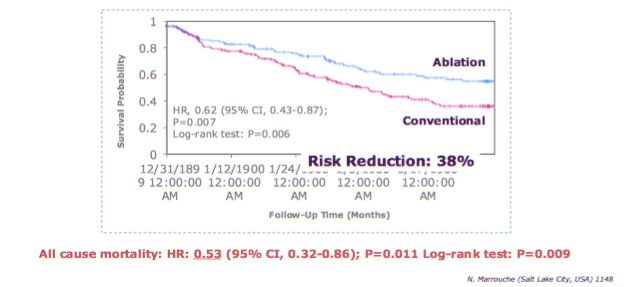 1
0.8
0.6
0.4
0.2
0
Survival Probability
Ablation
Conventional
HR, 0.62 (95% CI, 0.43-0.87);
P=0.007
Log-rank test: P=0.006
Risk Reduction: 38%
12/31/189 1/12/1900 1/24/
9 12:00:00 12:00:00 12:00:00 12:00:00 12:00:00
AM AM AM AM AM
Follow-Up Time (Months)
All cause mortality: HR: 0.53 (95% CI, 0.32-0.86); P=0.011 Log-rank test: P=0.009
N. Marrouche (Salt Lake City, USA) 1148